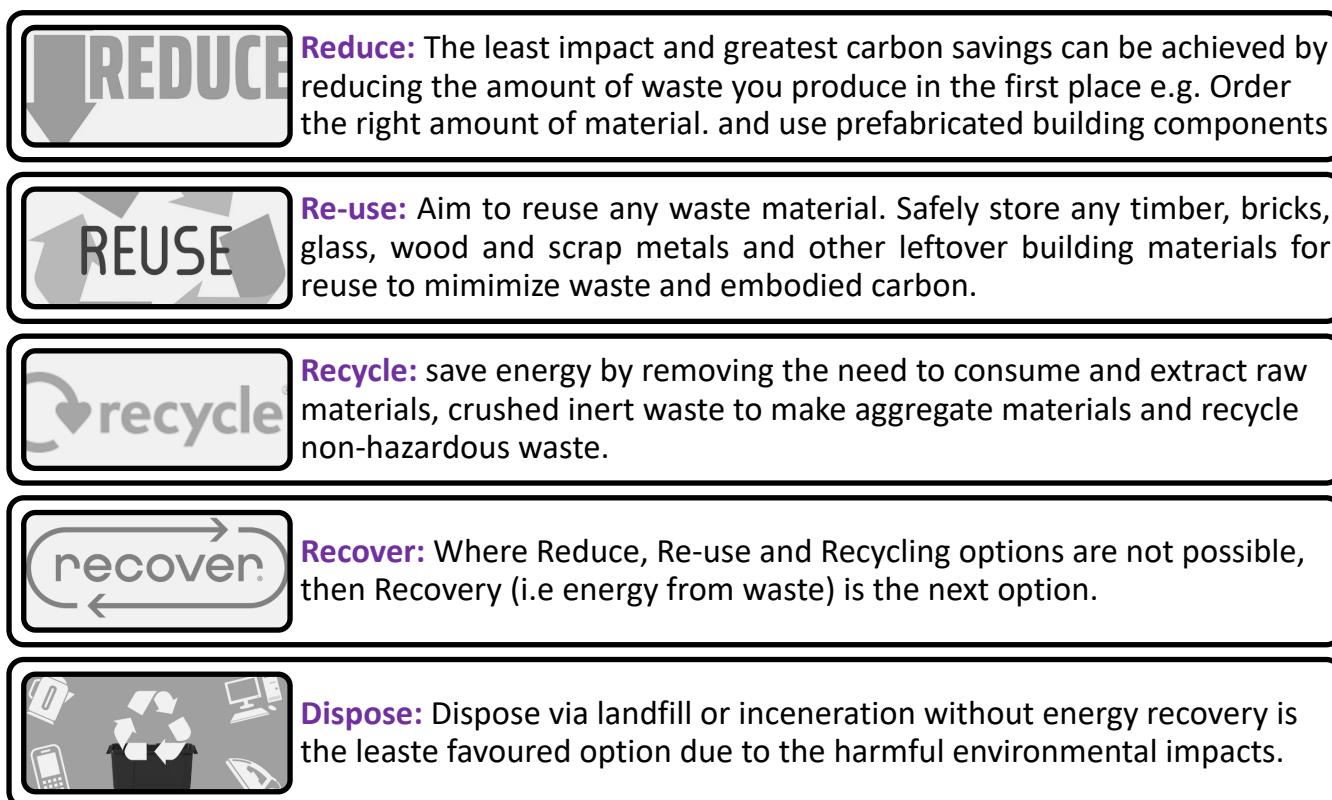 REDUCE
Reduce: The least impact and greatest carbon savings can be achieved by
reducing the amount of waste you produce in the first place e.g. Order
the right amount of material. and use prefabricated building components
REUSE
Re-use: Aim to reuse any waste material. Safely store any timber, bricks,
glass, wood and scrap metals and other leftover building materials for
reuse to mimimize waste and embodied carbon.
recycle
Recycle: save energy by removing the need to consume and extract raw
materials, crushed inert waste to make aggregate materials and recycle
non-hazardous waste.
recover
Recover: Where Reduce, Re-use and Recycling options are not possible,
then Recovery (i.e energy from waste) is the next option.
Dispose: Dispose via landfill or inceneration without energy recovery is
the leaste favoured option due to the harmful environmental impacts.